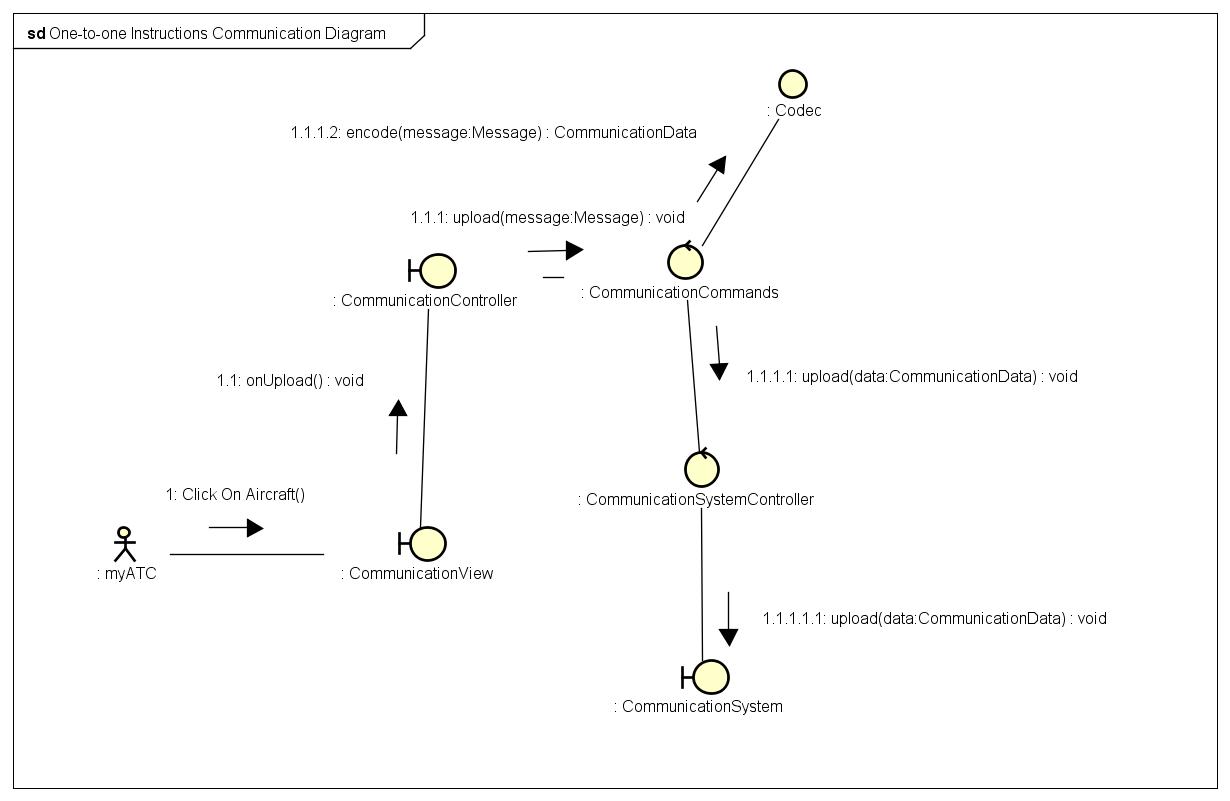 sd One-to-one Instructions Communication Diagram
: Codec
1.1.1.2: encode(message:Message) : CommunicationData
1.1.1: upload(message:Message) : void
: CommunicationController
: CommunicationCommands
1.1: onUpload() : void
1.1.1.1: upload(data:CommunicationData) : void
1: Click On Aircraft()
: CommunicationSystemController
: myATC
: CommunicationView
1.1.1.1.1: upload(data:CommunicationData) : void
: CommunicationSystem